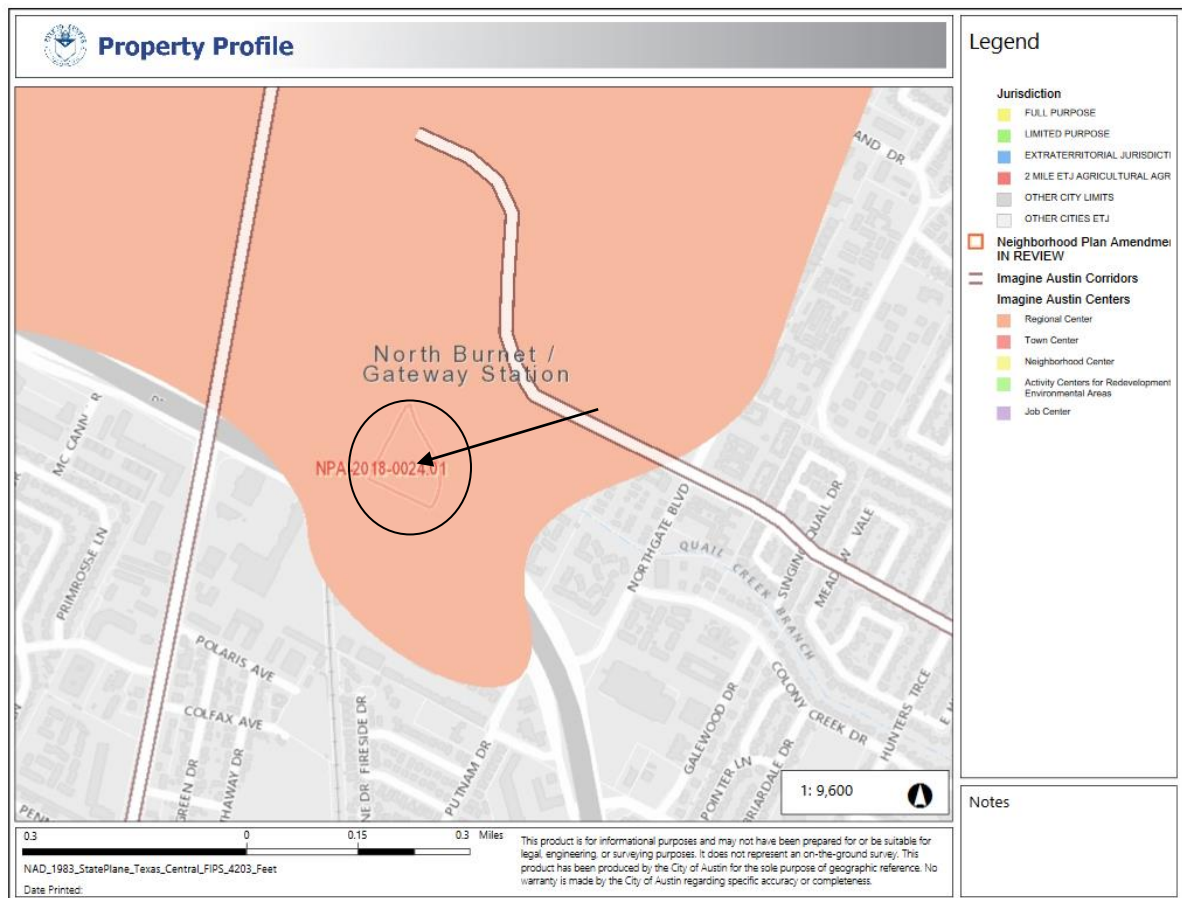 Property Profile
Legend
Jurisdiction
FULL PURPOSE
LIMITED PURPOSE
EXTRATERRITORIAL JURISDICTI
2 MILE ETJ AGRICULTURAL AGR
OTHER CITY LIMITS
OTHER CITIES ETJ
Neighborhood Plan Amendmen
IN REVIEW
Imagine Austin Corridors
Imagine Austin Centers
Regional Center
Town Center
Neighborhood Center
Activity Centers for Redevelopment
Environmental Areas
Job Center
AND DR
North Burnet /
Gateway Station
NPA-2018-0024.01
MC CANN
R
PRIMROSE LN
POLARIS AVE
COLFAX AVE
GREEN DR
HAWAY DR
NE DR
FIRESIDE DR
PUTNAM DR
NORTHGATE BLVD
QUAIL CREEK BRANCH
SINGING QUAIL DR
MEADOW VALE
COLONY CREEK DR
HUNTERS TRCE
GALEWOOD DR
POINTER LN
BRIARDALE DR
PENN
1: 9,600
Notes
0.3 0 0.15 0.3 Miles
NAD_1983_StatePlane_Texas_Central_FIPS_4203_Feet
Date Printed:
This product is for informational purposes and may not have been prepared for or be suitable for
legal, engineering, or surveying purposes. It does not represent an on-the-ground survey. This
product has been produced by the City of Austin for the sole purpose of geographic reference. No
warranty is made by the City of Austin regarding specific accuracy or completeness.